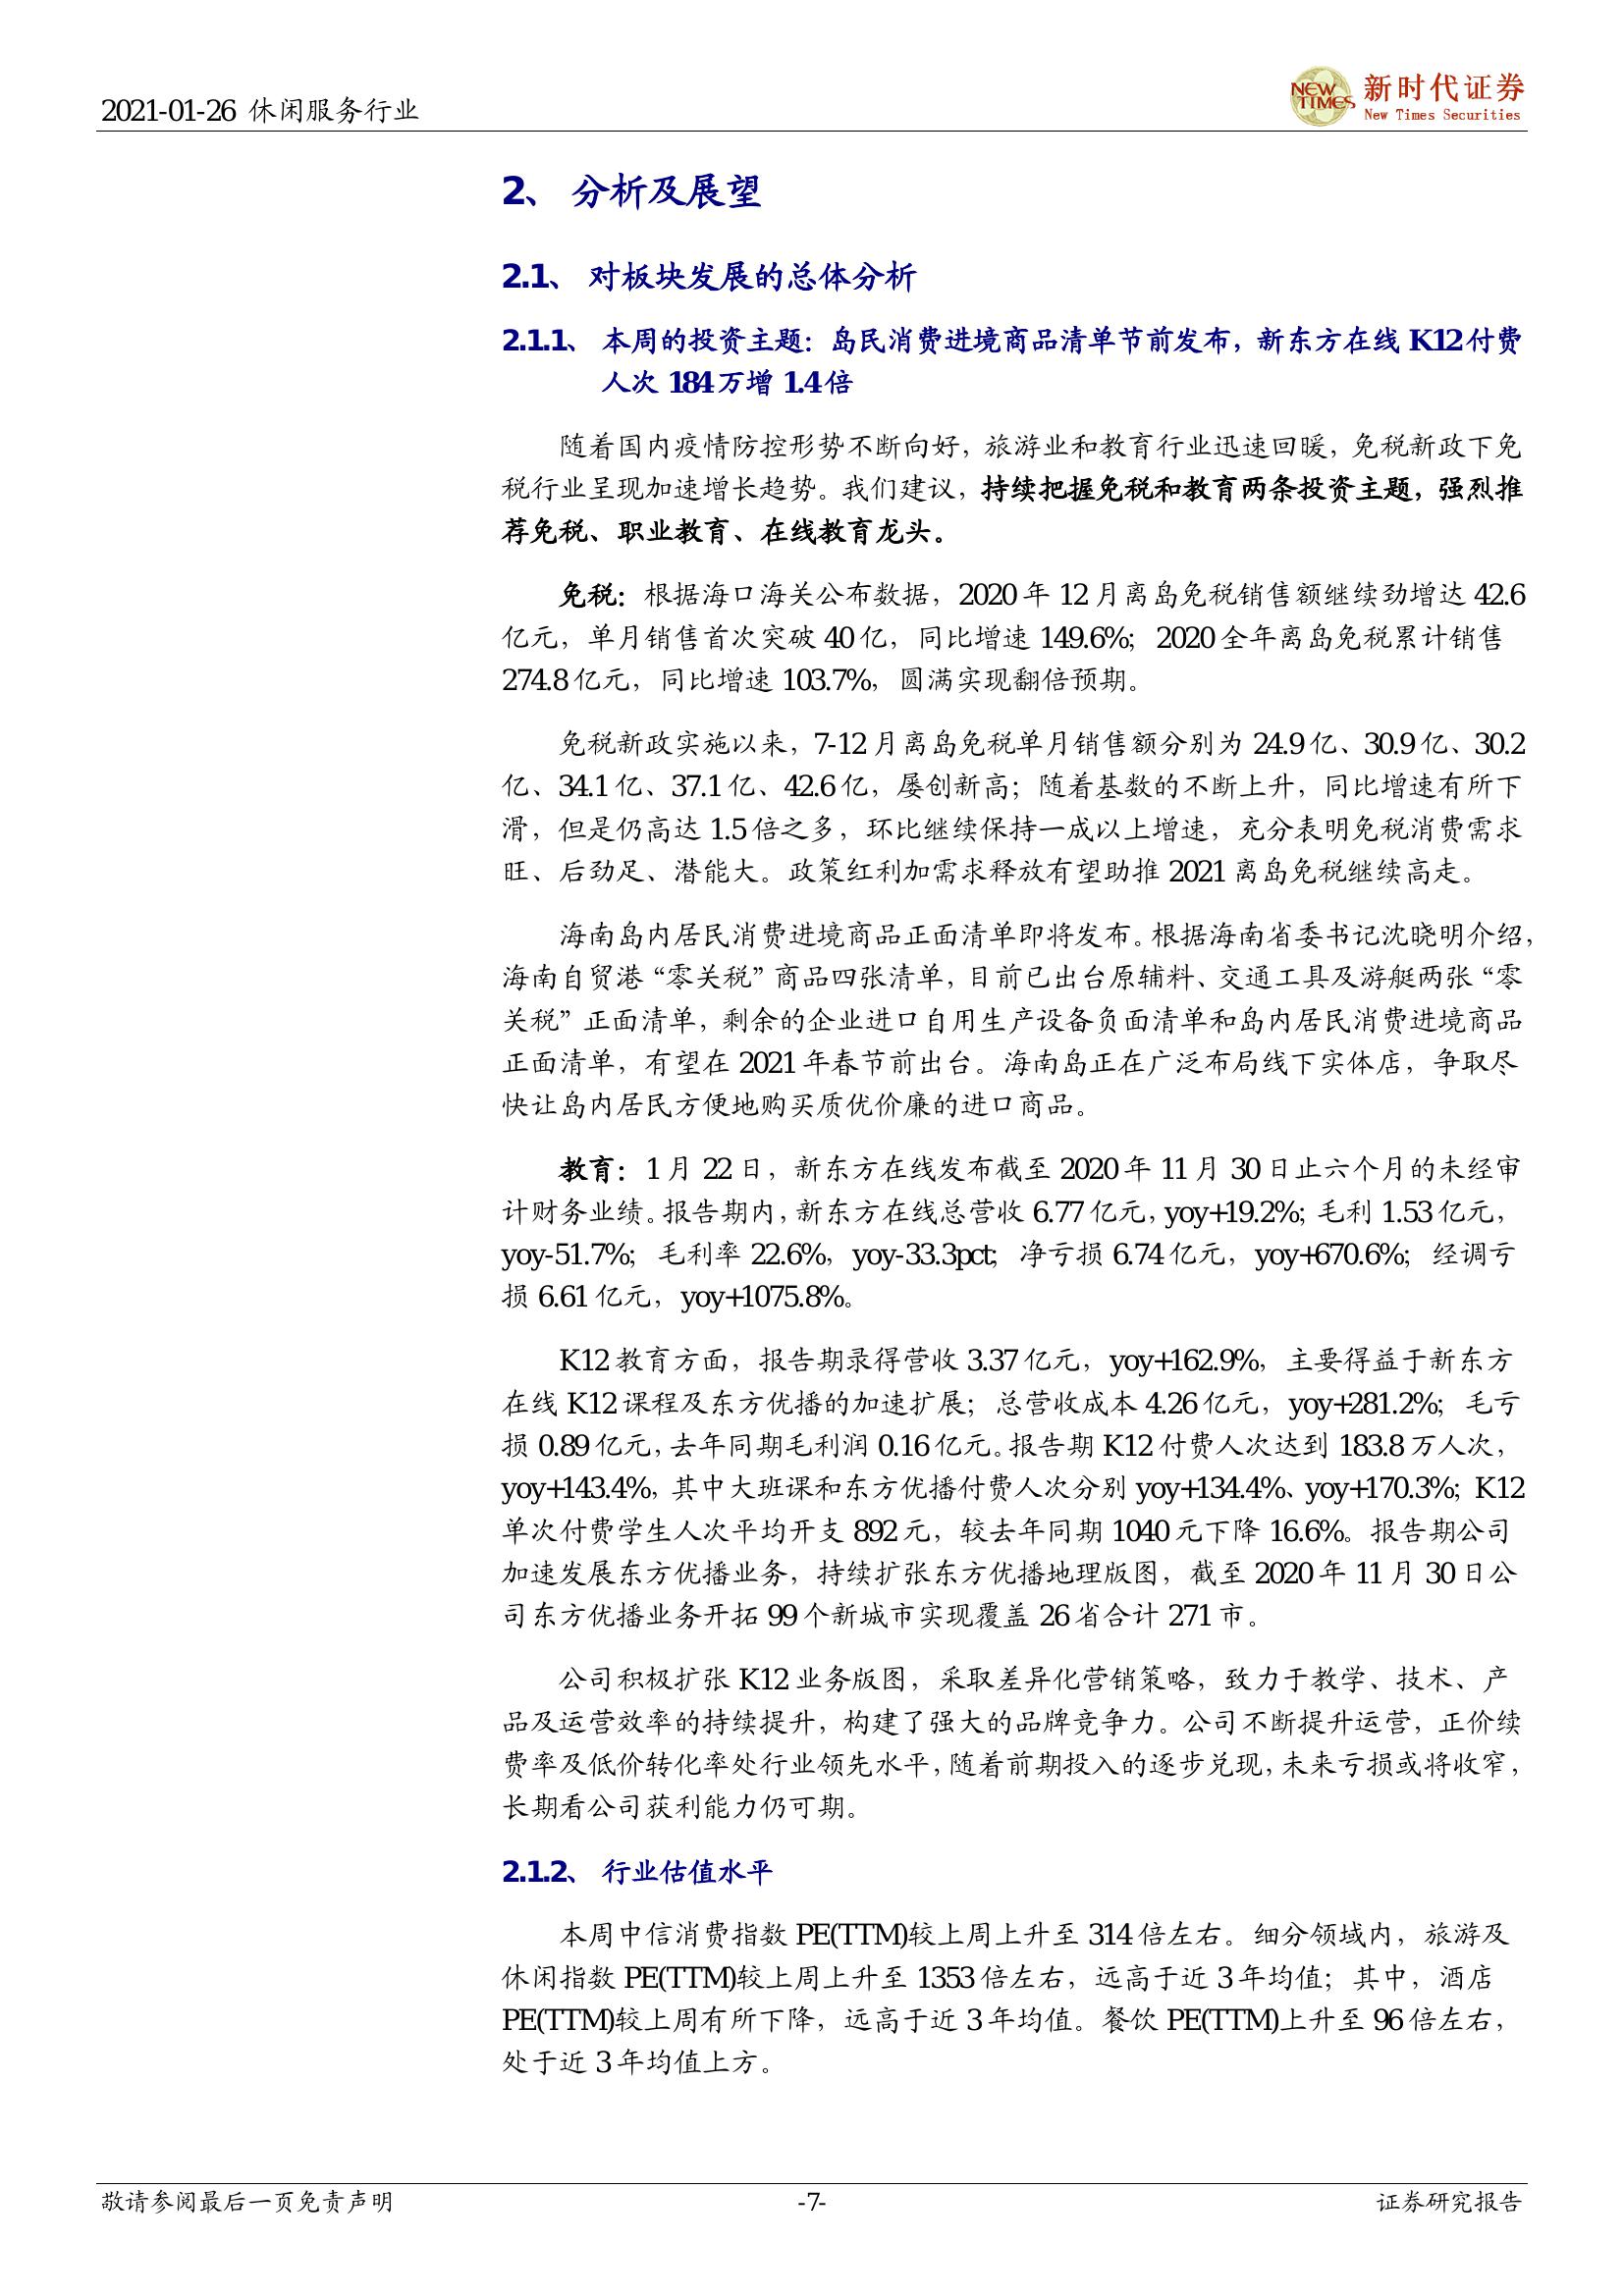 2021-01-26 休闲服务行业
NEW TIMES 新时代证券
New Times Securities
2、 分析及展望
2.1、 对板块发展的总体分析
2.1.1、 本周的投资主题：岛民消费进境商品清单节前发布，新东方在线 K12 付费
人次 184 万增 1.4 倍
随着国内疫情防控形势不断向好，旅游业和教育行业迅速回暖，免税新政下免
税行业呈现加速增长趋势。我们建议，持续把握免税和教育两条投资主题，强烈推
荐免税、职业教育、在线教育龙头。
免税：根据海口海关公布数据，2020 年 12 月离岛免税销售额继续劲增达 42.6
亿元，单月销售首次突破 40 亿，同比增速 149.6%；2020 全年离岛免税累计销售
274.8 亿元，同比增速 103.7%，圆满实现翻倍预期。
免税新政实施以来，7-12 月离岛免税单月销售额分别为 24.9 亿、30.9 亿、30.2
亿、34.1 亿、37.1 亿、42.6 亿，屡创新高；随着基数的不断上升，同比增速有所下
滑，但是仍高达 1.5 倍之多，环比继续保持一成以上增速，充分表明免税消费需求
旺、后劲足、潜能大。政策红利加需求释放有望助推 2021 离岛免税继续高走。
海南岛内居民消费进境商品正面清单即将发布。根据海南省委书记沈晓明介绍，
海南自贸港“零关税”商品四张清单，目前已出台原辅料、交通工具及游艇两张“零
关税”正面清单，剩余的企业进口自用生产设备负面清单和岛内居民消费进境商品
正面清单，有望在 2021 年春节前出台。海南岛正在广泛布局线下实体店，争取尽
快让岛内居民方便地购买质优价廉的进口商品。
教育：1 月 22 日，新东方在线发布截至 2020 年 11 月 30 日止六个月的未经审
计财务业绩。报告期内，新东方在线总营收 6.77 亿元，yoy+19.2%；毛利 1.53 亿元，
yoy-51.7%；毛利率 22.6%，yoy-33.3pct；净亏损 6.74 亿元，yoy+670.6%；经调亏
损 6.61 亿元，yoy+1075.8%。
K12 教育方面，报告期录得营收 3.37 亿元，yoy+162.9%，主要得益于新东方
在线 K12 课程及东方优播的加速扩展；总营收成本 4.26 亿元，yoy+281.2%；毛亏
损 0.89 亿元，去年同期毛利润 0.16 亿元。报告期 K12 付费人次达到 183.8 万人次，
yoy+143.4%，其中大班课和东方优播付费人次分别 yoy+134.4%、yoy+170.3%；K12
单次付费学生人次平均开支 892 元，较去年同期 1040 元下降 16.6%。报告期公司
加速发展东方优播业务，持续扩张东方优播地理版图，截至 2020 年 11 月 30 日公
司东方优播业务开拓 99 个新城市实现覆盖 26 省合计 271 市。
公司积极扩张 K12 业务版图，采取差异化营销策略，致力于教学、技术、产
品及运营效率的持续提升，构建了强大的品牌竞争力。公司不断提升运营，正价续
费率及低价转化率处行业领先水平，随着前期投入的逐步兑现，未来亏损或将收窄，
长期看公司获利能力仍可期。
2.1.2、 行业估值水平
本周中信消费指数 PE(TTM)较上周上升至 314 倍左右。细分领域内，旅游及
休闲指数 PE(TTM)较上周上升至 1353 倍左右，远高于近 3 年均值；其中，酒店
PE(TTM)较上周有所下降，远高于近 3 年均值。餐饮 PE(TTM)上升至 96 倍左右，
处于近 3 年均值上方。
敬请参阅最后一页免责声明 -7- 证券研究报告